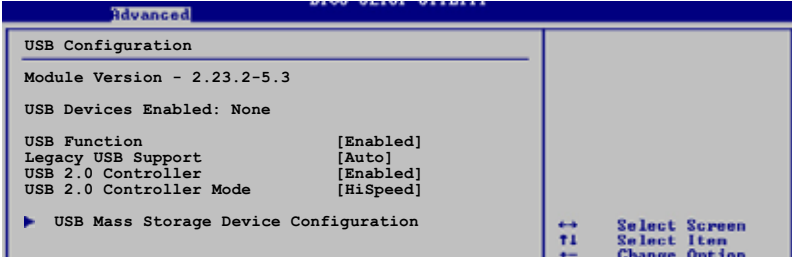 Advanced
USB Configuration
Module Version - 2.23.2-5.3
USB Devices Enabled: None
USB Function [Enabled]
Legacy USB Support [Auto]
USB 2.0 Controller [Enabled]
USB 2.0 Controller Mode [HiSpeed]
USB Mass Storage Device Configuration
↔ Select Screen
↑↓ Select Item
+- Change Option